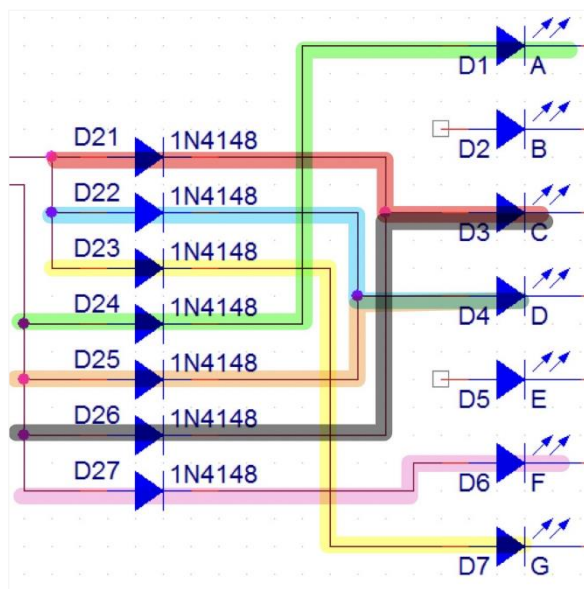 D1 A
D21 1N4148
D2 B
D22 1N4148
D3 C
D23 1N4148
D24 1N4148
D4 D
D25 1N4148
D5 E
D26 1N4148
D27 1N4148
D6 F
D7 G